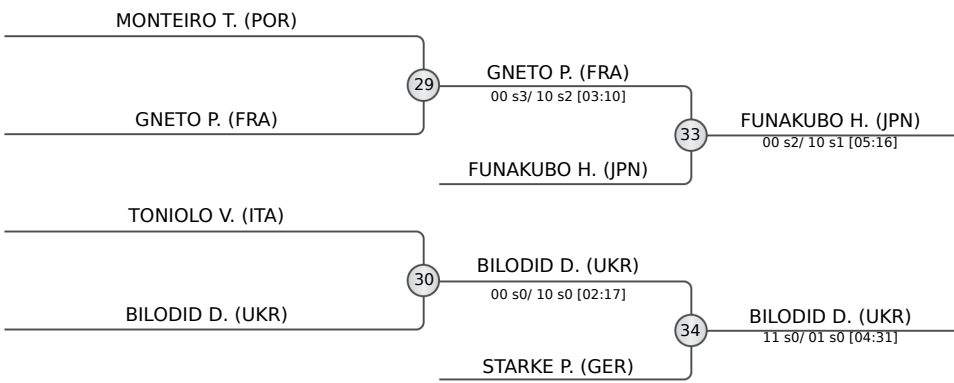 MONTEIRO T. (POR)
29
GNETO P. (FRA)
GNETO P. (FRA)
00 s3/ 10 s2 [03:10]
33
FUNAKUBO H. (JPN)
FUNAKUBO H. (JPN)
00 s2/ 10 s1 [05:16]
TONIOLO V. (ITA)
30
BILODID D. (UKR)
BILODID D. (UKR)
00 s0/ 10 s0 [02:17]
34
STARKE P. (GER)
BILODID D. (UKR)
11 s0/ 01 s0 [04:31]